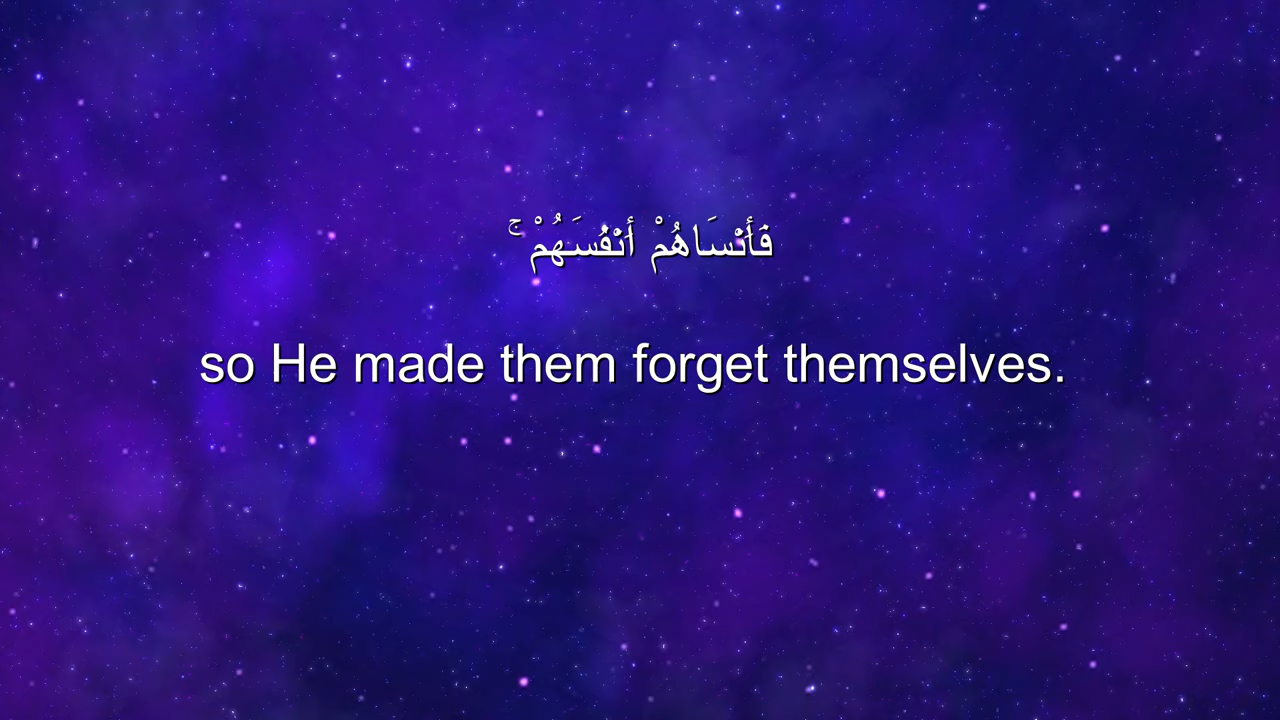 فَأَنْسَاهُمْ أَنْفُسَهُمْ ۚ
so He made them forget themselves.